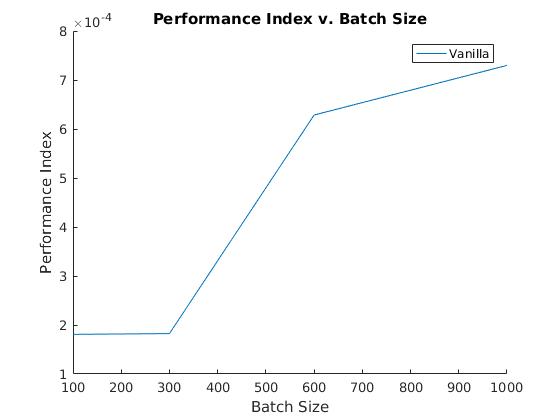 Performance Index v. Batch Size
×10-4
Vanilla
8
7
6
5
4
3
2
1
Performance Index
100 200 300 400 500 600 700 800 900 1000
Batch Size